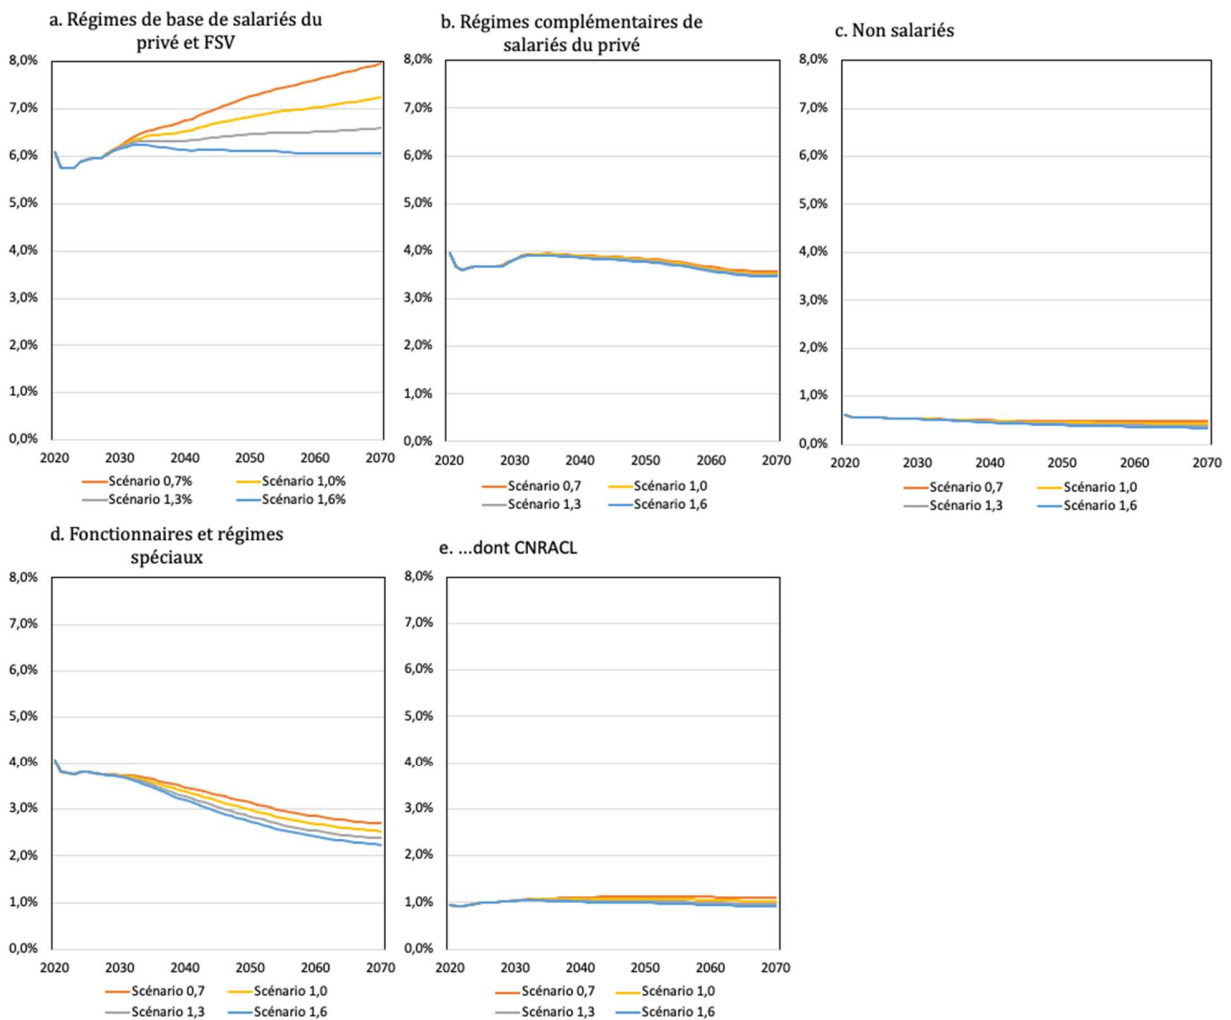 a. Régimes de base de salariés du
privé et FSV
8,0%
7,0%
6,0%
5,0%
4,0%
3,0%
2,0%
1,0%
0,0%
2020 2030 2040 2050 2060 2070
Scénario 0,7% Scénario 1,0%
Scénario 1,3% Scénario 1,6%
b. Régimes complémentaires de
salariés du privé
8,0%
7,0%
6,0%
5,0%
4,0%
3,0%
2,0%
1,0%
0,0%
2020 2030 2040 2050 2060 2070
Scénario 0,7 Scénario 1,0
Scénario 1,3 Scénario 1,6
c. Non salariés
8,0%
7,0%
6,0%
5,0%
4,0%
3,0%
2,0%
1,0%
0,0%
2020 2030 2040 2050 2060 2070
Scénario 0,7 Scénario 1,0
Scénario 1,3 Scénario 1,6
d. Fonctionnaires et régimes
spéciaux
8,0%
7,0%
6,0%
5,0%
4,0%
3,0%
2,0%
1,0%
0,0%
2020 2030 2040 2050 2060 2070
Scénario 0,7 Scénario 1,0
Scénario 1,3 Scénario 1,6
e. ...dont CNRACL
8,0%
7,0%
6,0%
5,0%
4,0%
3,0%
2,0%
1,0%
0,0%
2020 2030 2040 2050 2060 2070
Scénario 0,7 Scénario 1,0
Scénario 1,3 Scénario 1,6